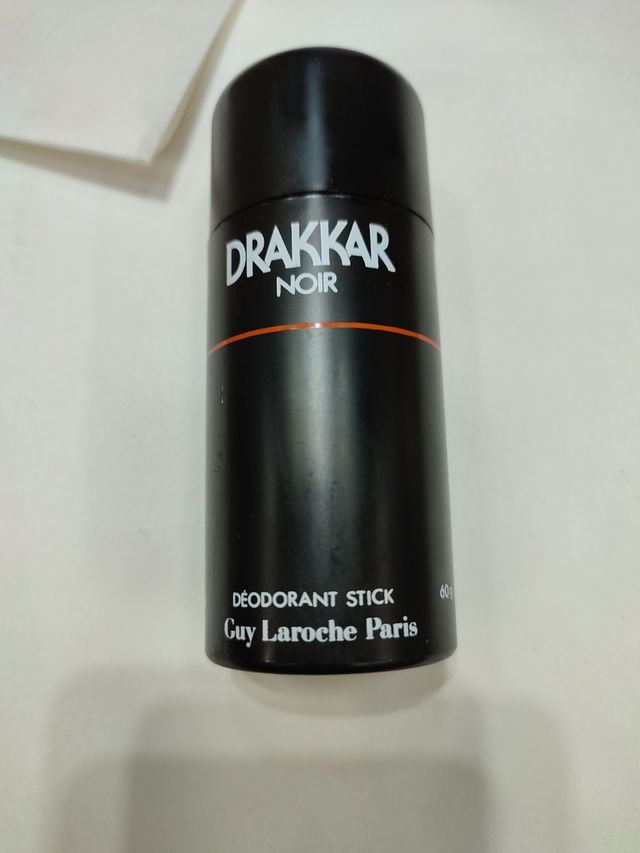 DRAKKAR
NOIR
DÉODORANT STICK
60 g
Guy Laroche Paris